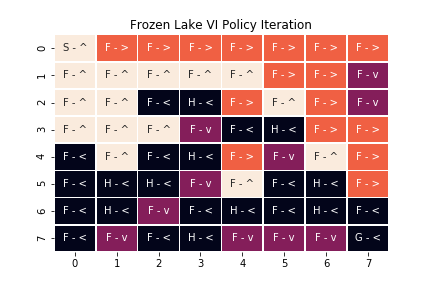 Frozen Lake VI Policy Iteration
0 S - ^ F - > F - > F - > F - > F - > F - > F - >
1 F - ^ F - ^ F - ^ F - ^ F - ^ F - > F - > F - v
2 F - ^ F - ^ F - < H - < F - > F - ^ F - > F - v
3 F - ^ F - ^ F - ^ F - v F - < H - < F - > F - >
4 F - < F - ^ F - < H - < F - > F - v F - ^ F - >
5 F - < H - < H - < F - v F - ^ F - < H - < F - >
6 F - < H - < F - v F - < H - < F - < H - < F - <
7 F - < F - v F - < H - < F - v F - v F - v G - <
0 1 2 3 4 5 6 7